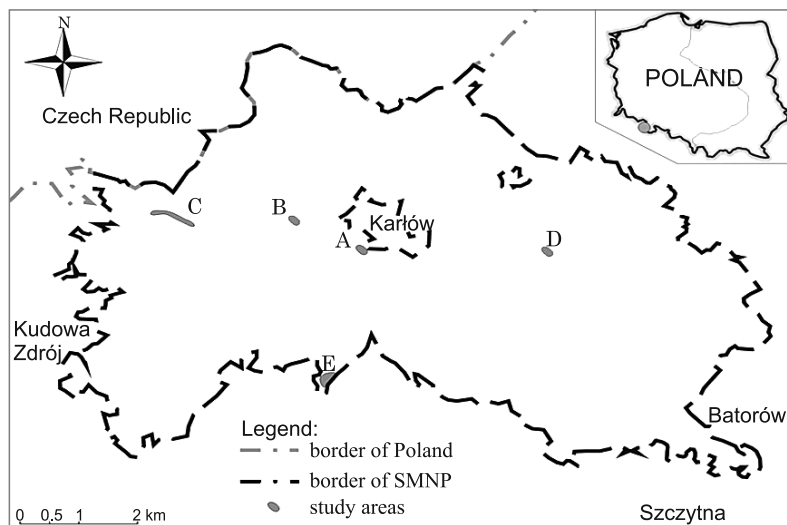 N
Czech Republic
POLAND
C
B
Karłów
A
D
Kudowa
Zdrój
E
Batorów
Legend:
border of Poland
border of SMNP
study areas
0 0.5 1 2 km
Szczytna